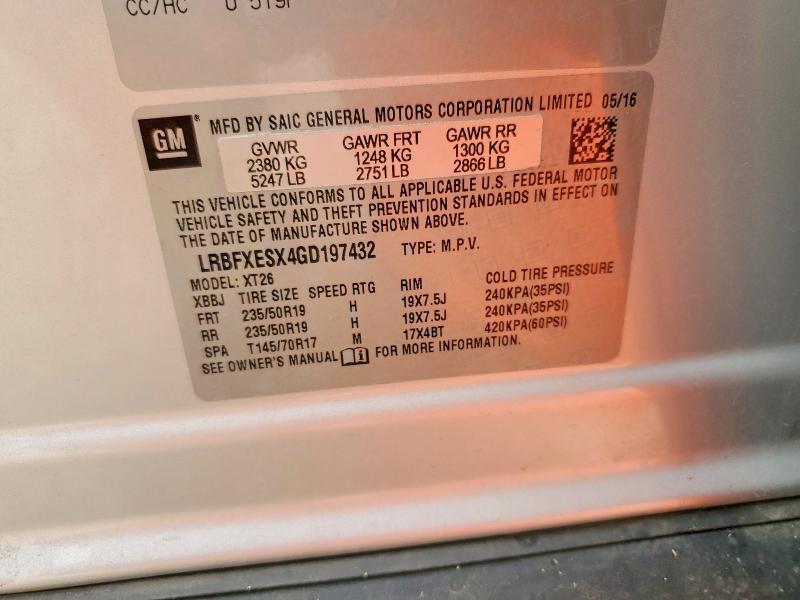 CC/HC U 519F
GM ®
MFD BY SAIC GENERAL MOTORS CORPORATION LIMITED 05/16
GVWR GAWR FRT GAWR RR
2380 KG 1248 KG 1300 KG
5247 LB 2751 LB 2866 LB
THIS VEHICLE CONFORMS TO ALL APPLICABLE U.S. FEDERAL MOTOR
VEHICLE SAFETY AND THEFT PREVENTION STANDARDS IN EFFECT ON
THE DATE OF MANUFACTURE SHOWN ABOVE.
LRBFXESX4GD197432 TYPE: M.P.V.
MODEL: XT26
XBBJ TIRE SIZE SPEED RTG RIM COLD TIRE PRESSURE
FRT 235/50R19 H 19X7.5J 240KPA(35PSI)
RR 235/50R19 H 19X7.5J 240KPA(35PSI)
SPA T145/70R17 M 17X4BT 420KPA(60PSI)
SEE OWNER'S MANUAL FOR MORE INFORMATION.